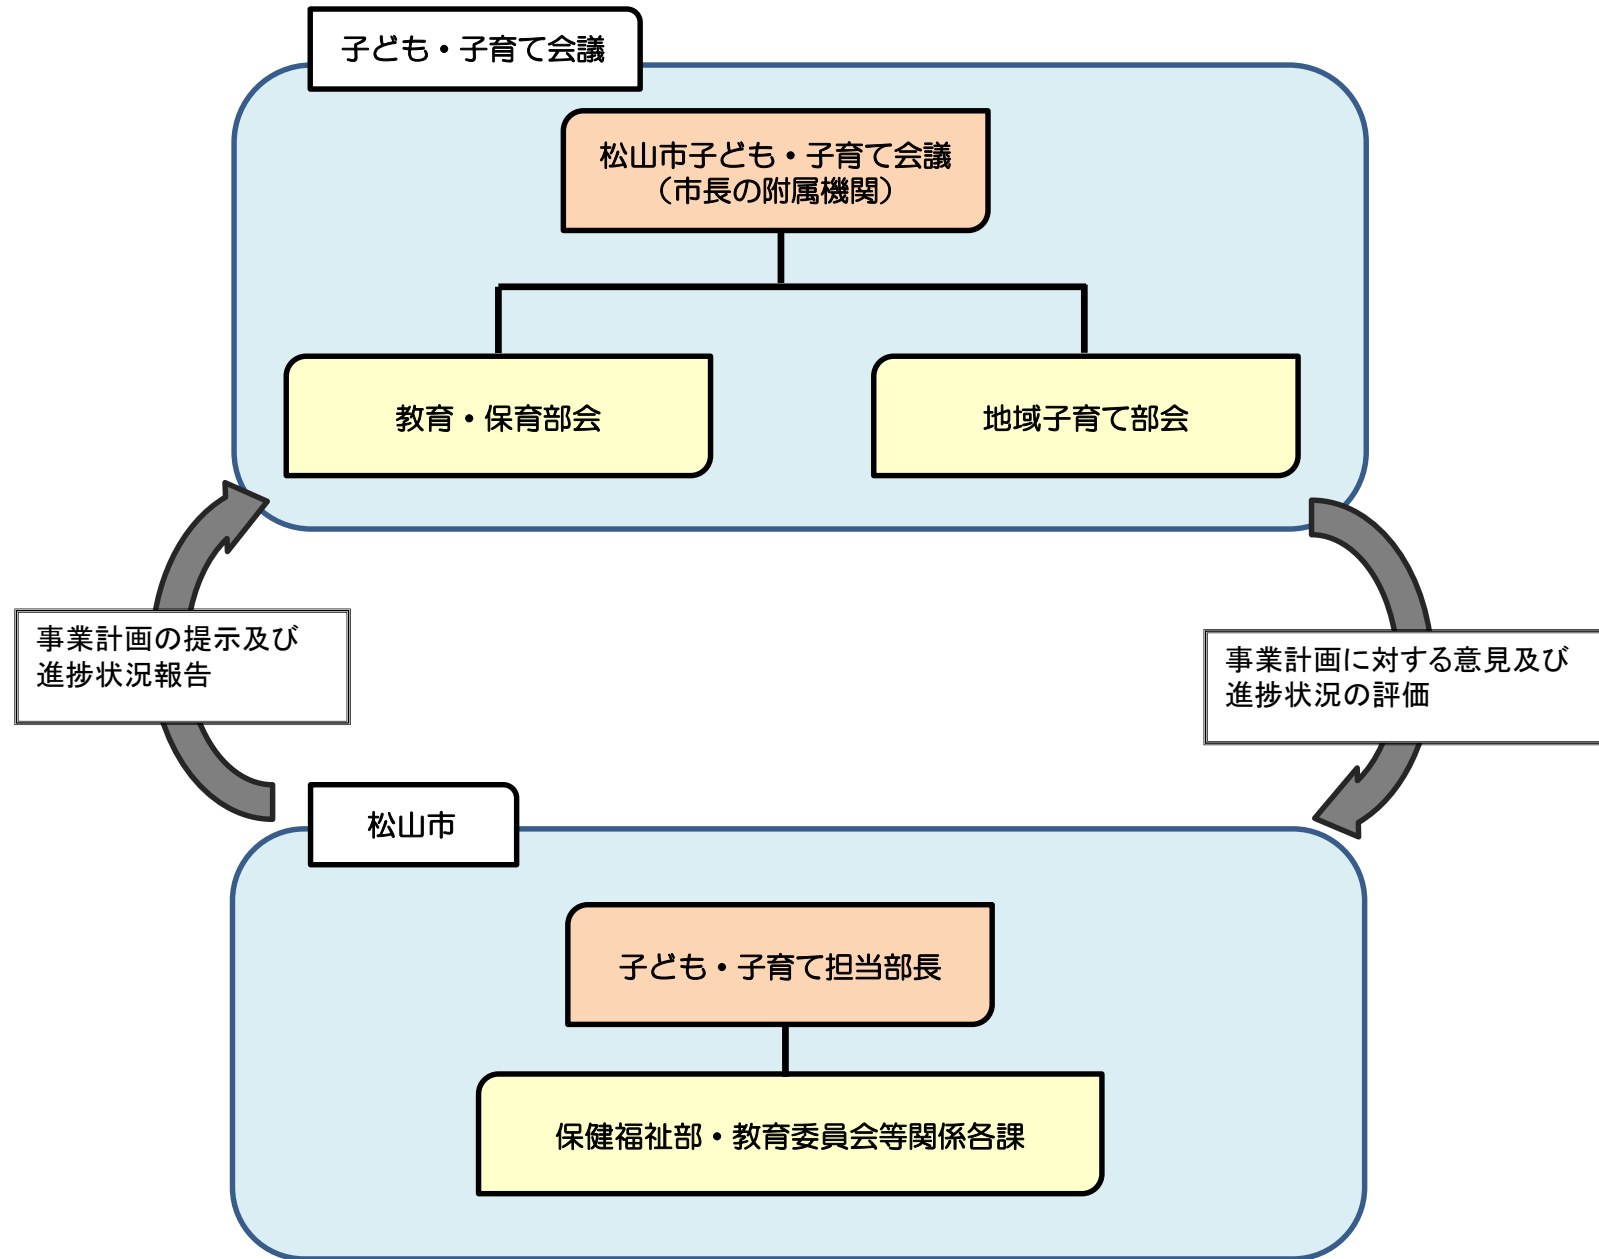 子ども・子育て会議
松山市子ども・子育て会議
（市長の附属機関）
教育・保育部会
地域子育て部会
事業計画の提示及び
進捗状況報告
事業計画に対する意見及び
進捗状況の評価
松山市
子ども・子育て担当部長
保健福祉部・教育委員会等関係各課